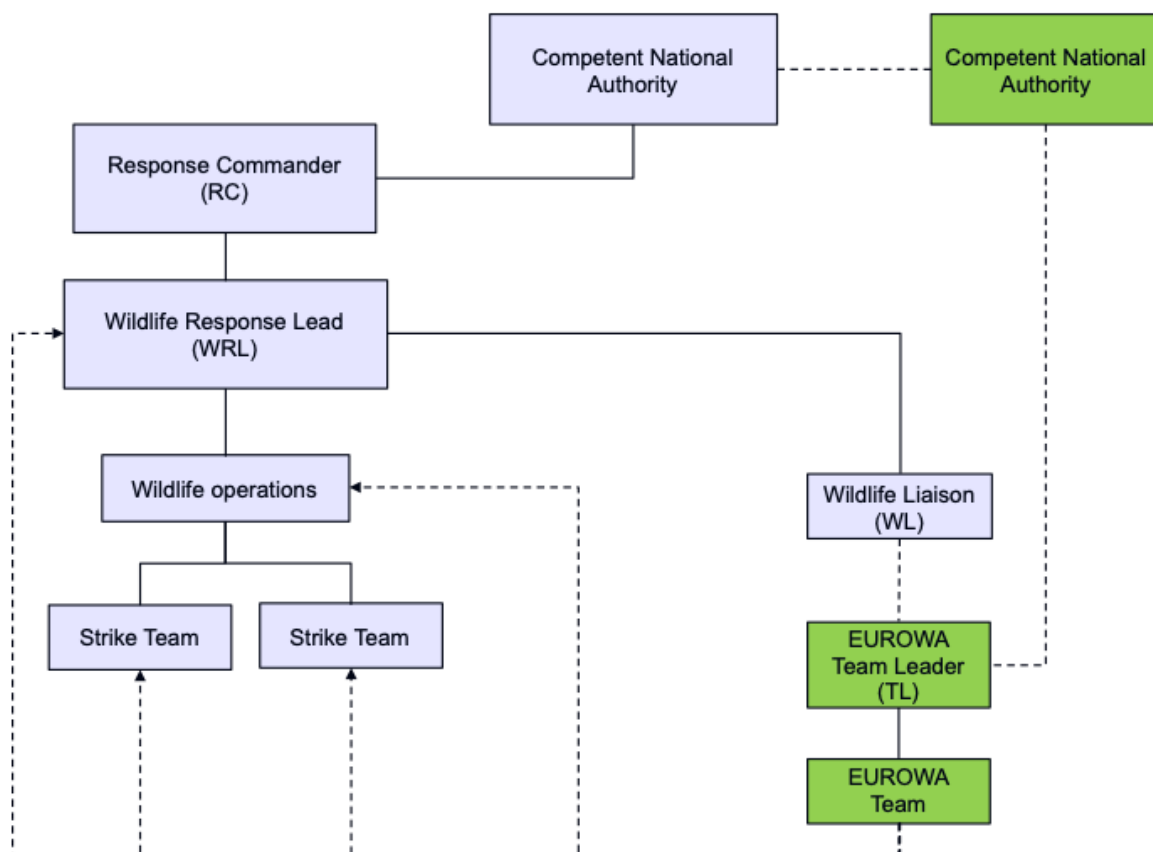 Competent National
Authority
Competent National
Authority
Response Commander
(RC)
Wildlife Response Lead
(WRL)
Wildlife operations
Wildlife Liaison
(WL)
Strike Team
Strike Team
EUROWA
Team Leader
(TL)
EUROWA
Team